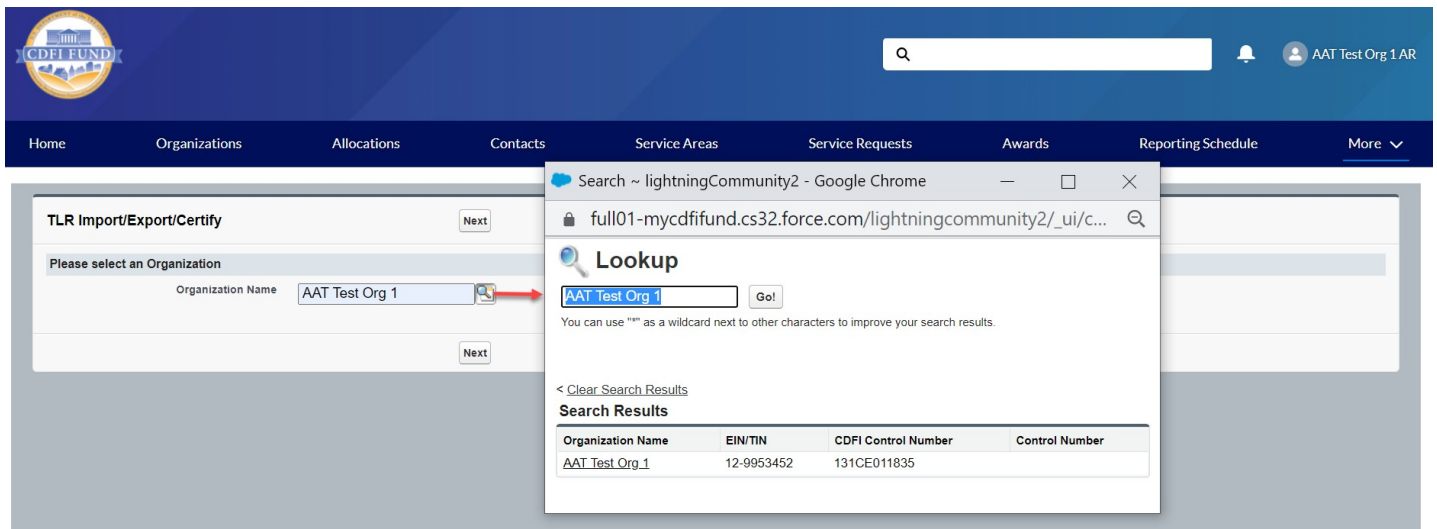 CDFI FUND
AAT Test Org 1 AR
Home Organizations Allocations Contacts Service Areas Service Requests Awards Reporting Schedule More
TLR Import/Export/Certify Next
Please select an Organization
Organization Name AAT Test Org 1
Next
Search ~ lightningCommunity2 - Google Chrome
full01-mycdfifund.cs32.force.com/lightningcommunity2/_ui/c...
Lookup
AAT Test Org 1 Go!
You can use "*" as a wildcard next to other characters to improve your search results.
< Clear Search Results
Search Results
Organization Name EIN/TIN CDFI Control Number Control Number
AAT Test Org 1 12-9953452 131CE011835